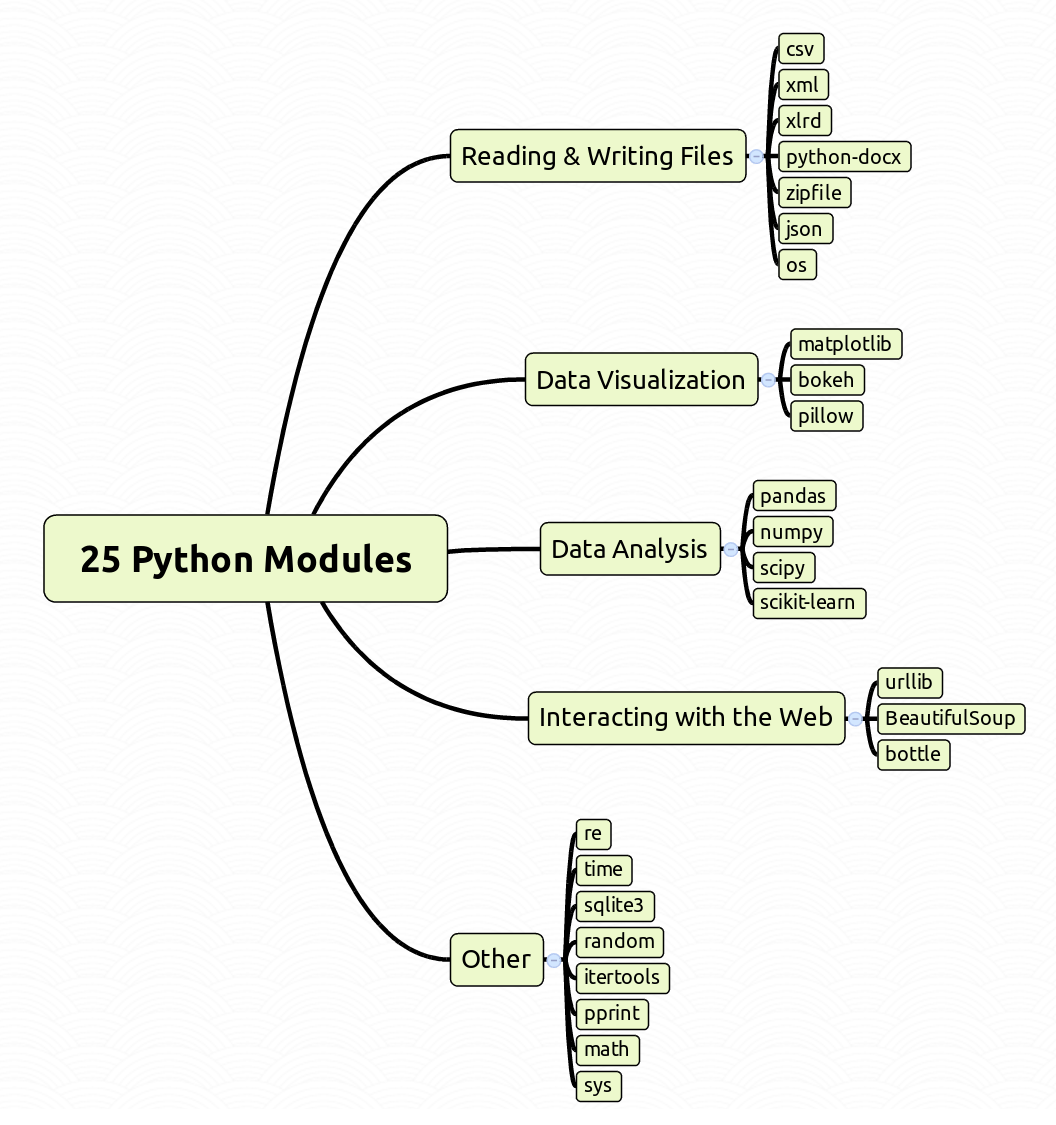 25 Python Modules
Reading & Writing Files
csv
xml
xlrd
python-docx
zipfile
json
os
Data Visualization
matplotlib
bokeh
pillow
Data Analysis
pandas
numpy
scipy
scikit-learn
Interacting with the Web
urllib
BeautifulSoup
bottle
Other
re
time
sqlite3
random
itertools
pprint
math
sys